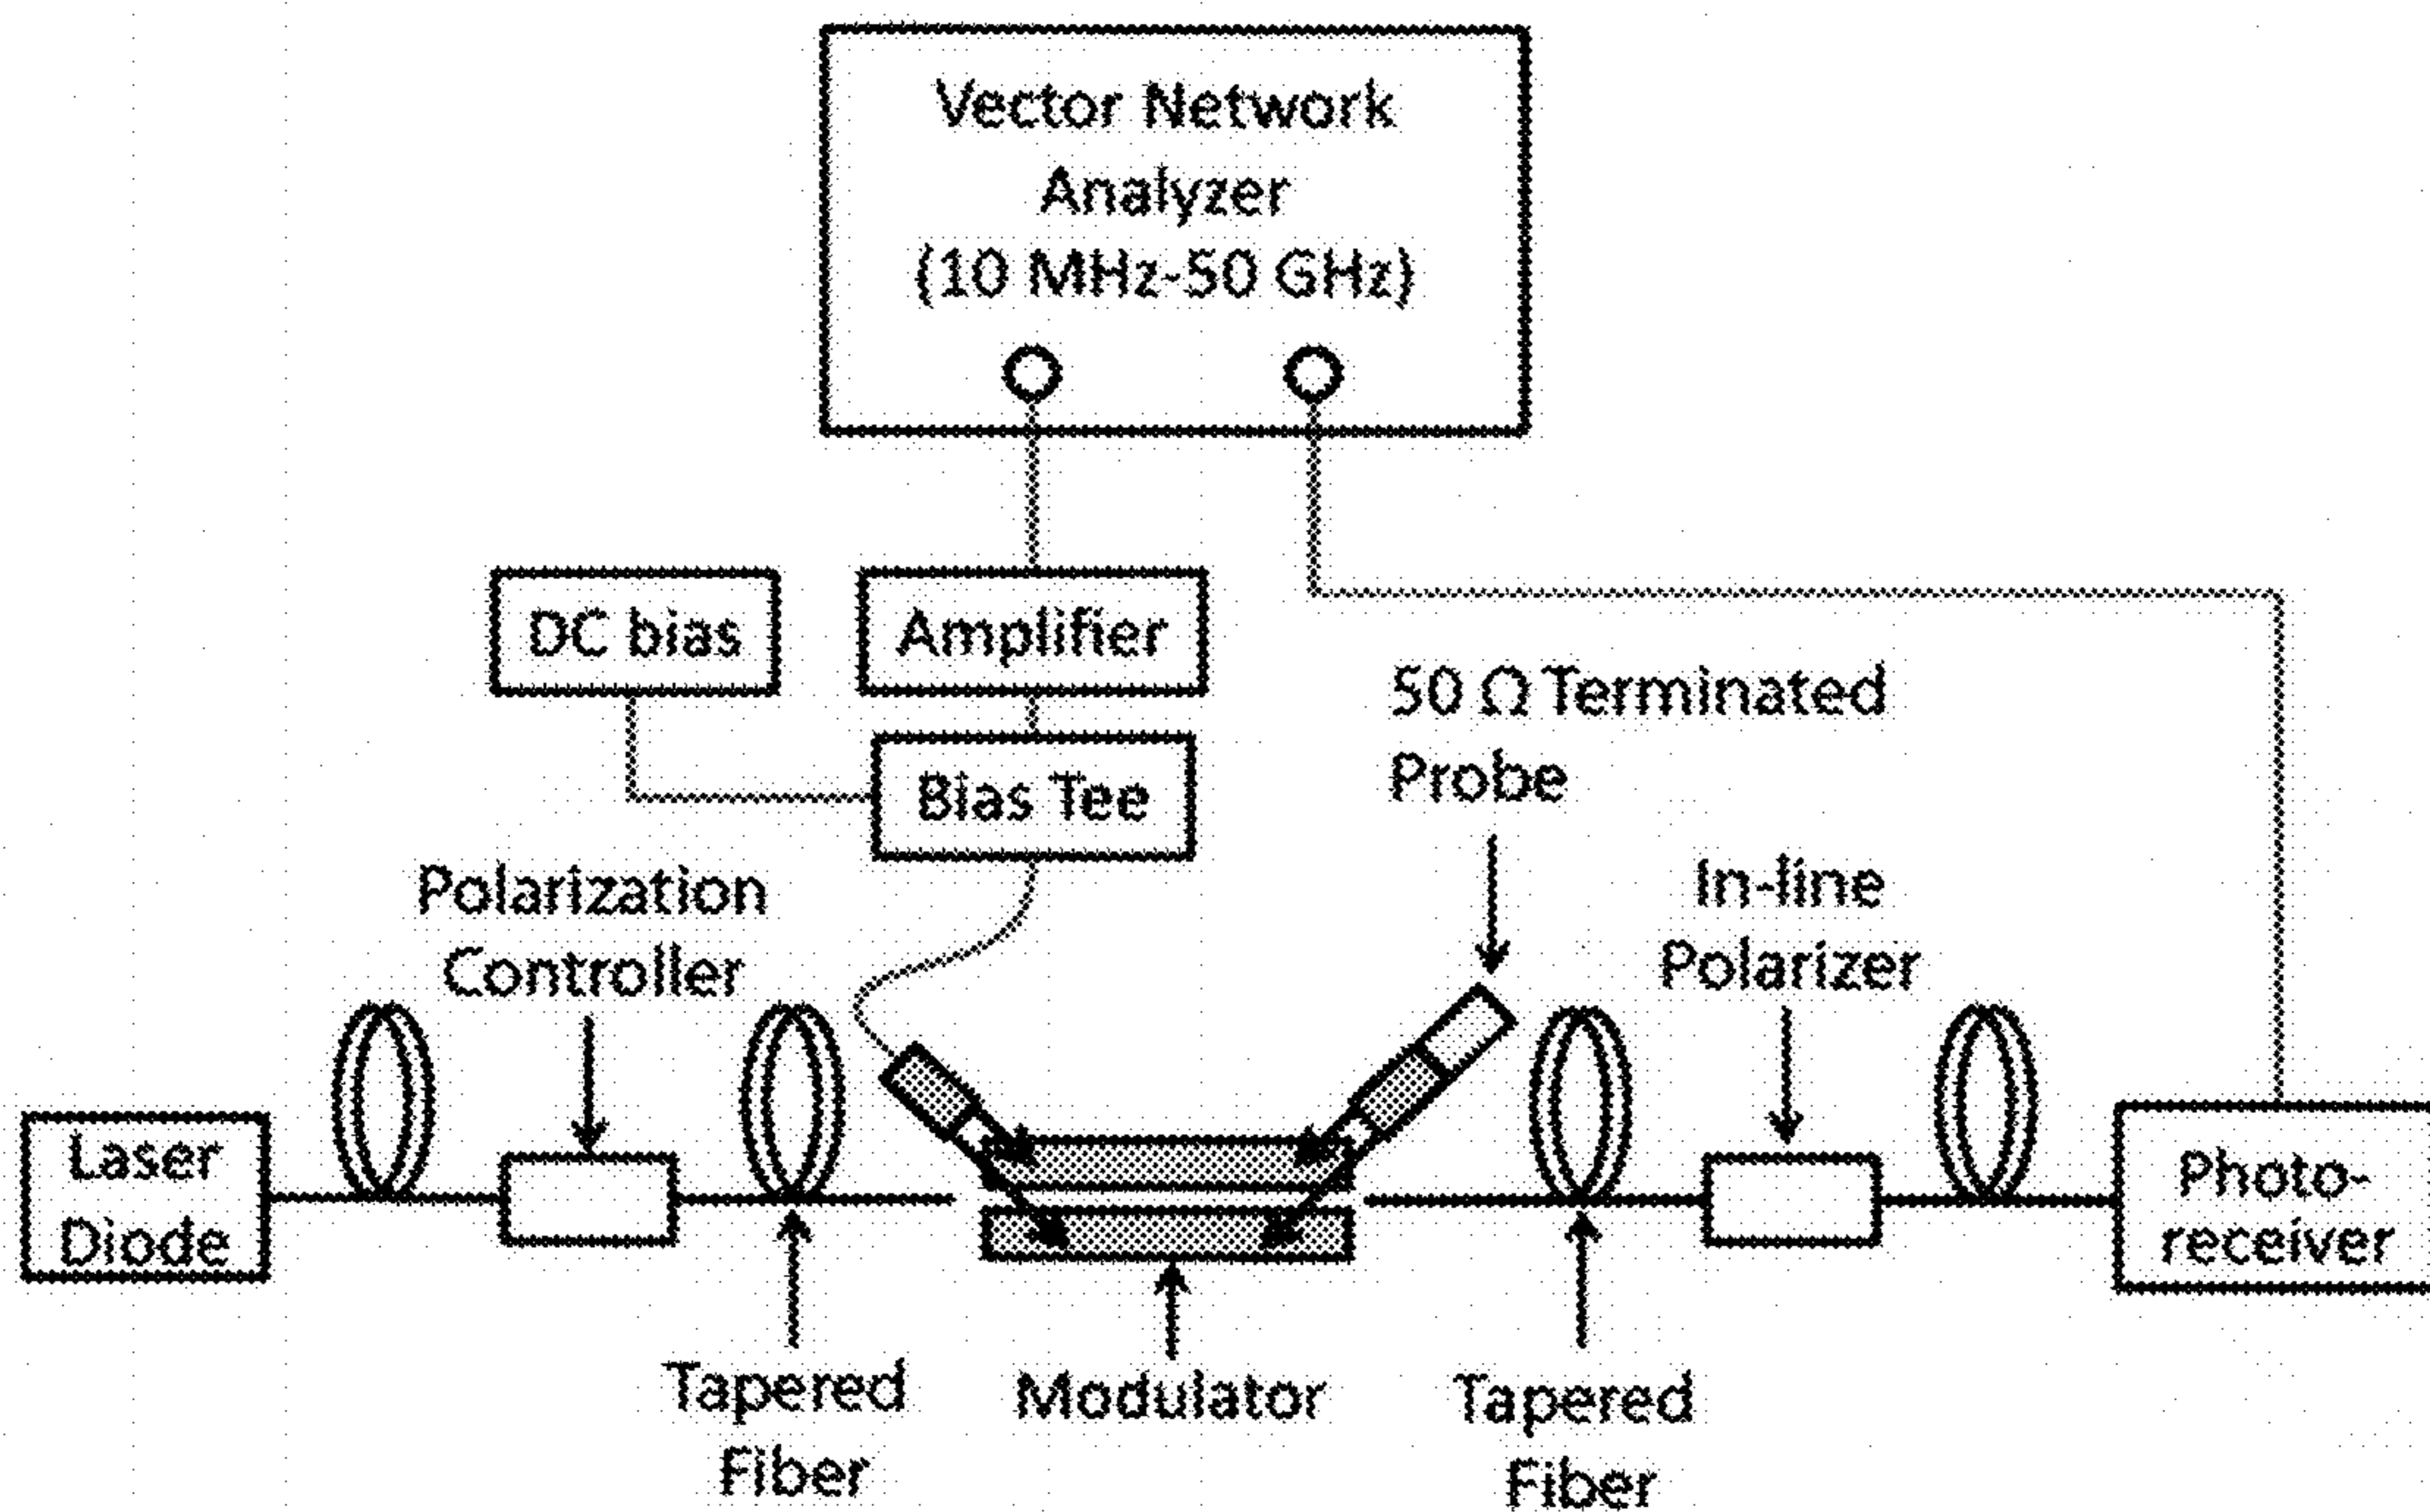 Vector Network
Analyzer
(10 MHz-50 GHz)
DC bias
Amplifier
50 Ω Terminated
Probe
Bias Tee
Polarization
Controller
In-line
Polarizer
Laser
Diode
Photo-
receiver
Tapered
Fiber
Modulator
Tapered
Fiber